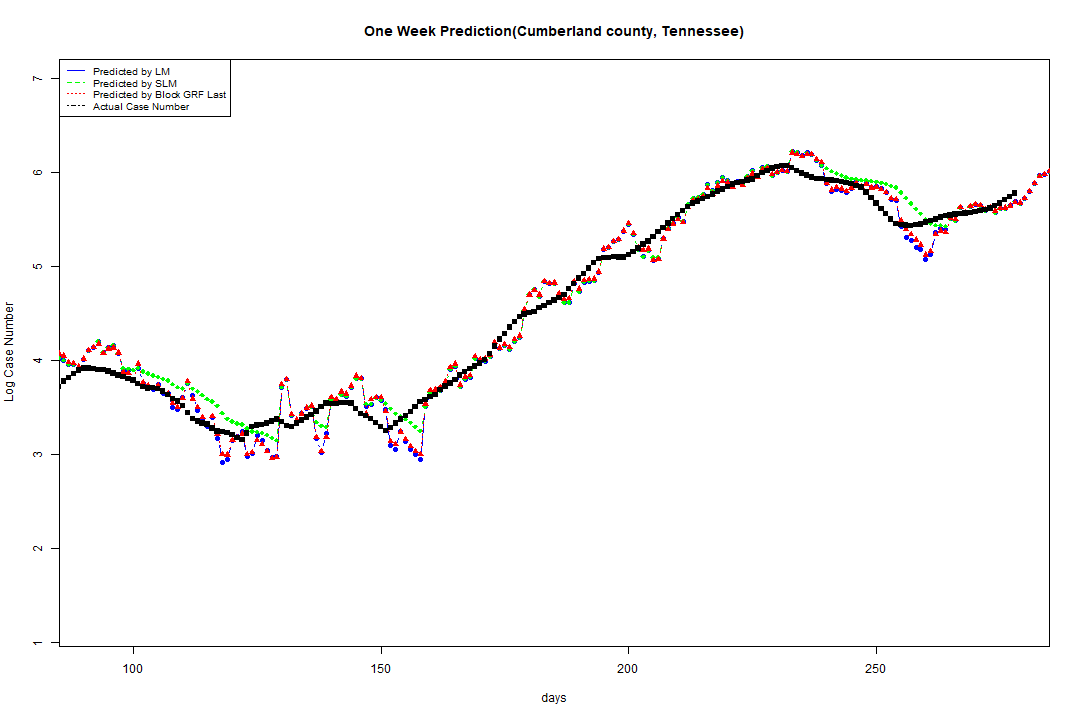 One Week Prediction(Cumberland county, Tennessee)
Predicted by LM
Predicted by SLM
Predicted by Block GRF Last
Actual Case Number
7
6
5
4
3
2
1
Log Case Number
100 150 200 250
days